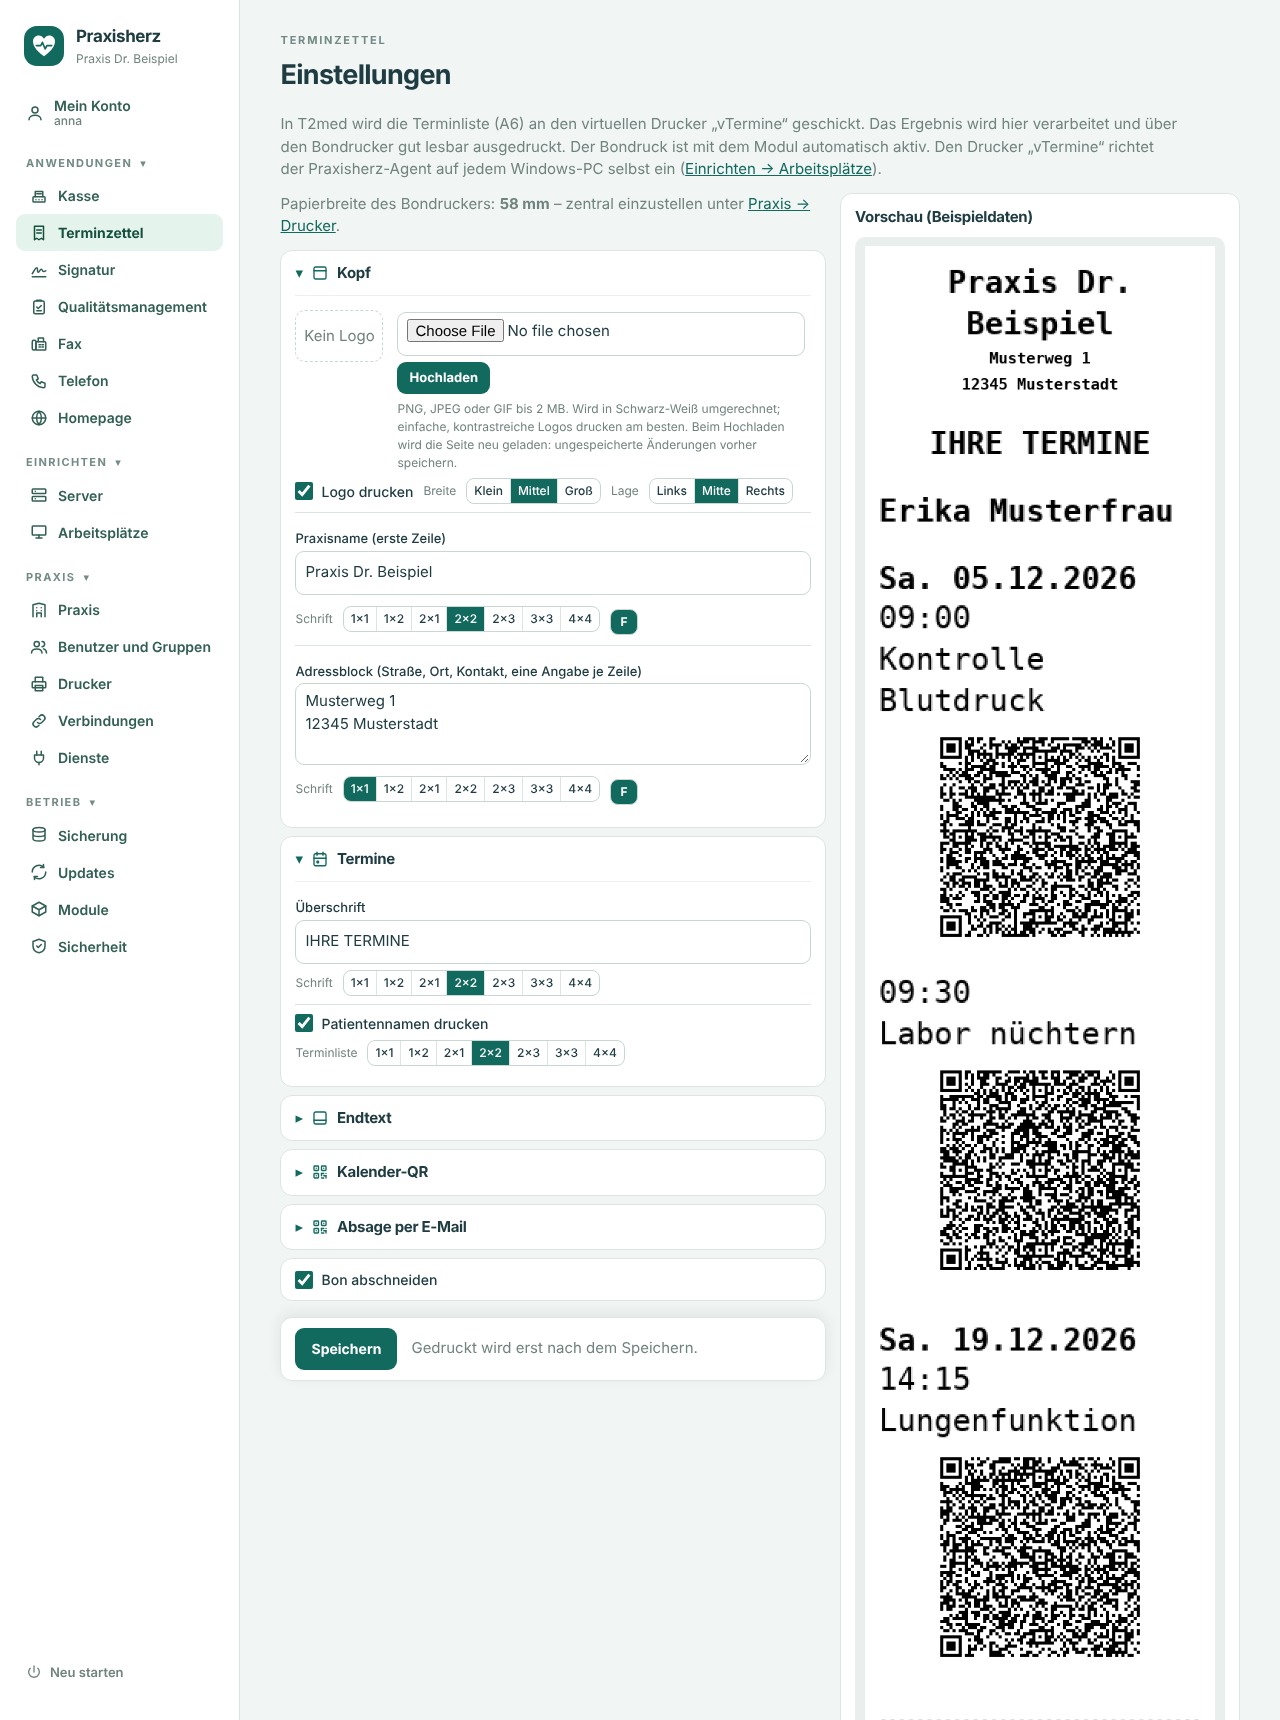 Praxisherz
Praxis Dr. Beispiel
Mein Konto
anna
ANWENDUNGEN ▾
Kasse
Terminzettel
Signatur
Qualitätsmanagement
Fax
Telefon
Homepage
EINRICHTEN ▾
Server
Arbeitsplätze
PRAXIS ▾
Praxis
Benutzer und Gruppen
Drucker
Verbindungen
Dienste
BETRIEB ▾
Sicherung
Updates
Module
Sicherheit
Neu starten
TERMINZETTEL
Einstellungen
In T2med wird die Terminliste (A6) an den virtuellen Drucker „vTermine“ geschickt. Das Ergebnis wird hier verarbeitet und über
den Bondrucker gut lesbar ausgedruckt. Der Bondruck ist mit dem Modul automatisch aktiv. Den Drucker „vTermine“ richtet
der Praxisherz-Agent auf jedem Windows-PC selbst ein (Einrichten → Arbeitsplätze).
Papierbreite des Bondruckers: 58 mm – zentral einzustellen unter Praxis →
Drucker.
▾ Kopf
Kein Logo
Choose File No file chosen
Hochladen
PNG, JPEG oder GIF bis 2 MB. Wird in Schwarz-Weiß umgerechnet;
einfache, kontrastreiche Logos drucken am besten. Beim Hochladen
wird die Seite neu geladen: ungespeicherte Änderungen vorher
speichern.
Logo drucken Breite Klein Mittel Groß Lage Links Mitte Rechts
Praxisname (erste Zeile)
Praxis Dr. Beispiel
Schrift 1×1 1×2 2×1 2×2 2×3 3×3 4×4 F
Adressblock (Straße, Ort, Kontakt, eine Angabe je Zeile)
Musterweg 1
12345 Musterstadt
Schrift 1×1 1×2 2×1 2×2 2×3 3×3 4×4 F
▾ Termine
Überschrift
IHRE TERMINE
Schrift 1×1 1×2 2×1 2×2 2×3 3×3 4×4
Patientennamen drucken
Terminliste 1×1 1×2 2×1 2×2 2×3 3×3 4×4
▸ Endtext
▸ Kalender-QR
▸ Absage per E-Mail
Bon abschneiden
Speichern Gedruckt wird erst nach dem Speichern.
Vorschau (Beispieldaten)
Praxis Dr.
Beispiel
Musterweg 1
12345 Musterstadt
IHRE TERMINE
Erika Musterfrau
Sa. 05.12.2026
09:00
Kontrolle
Blutdruck
09:30
Labor nüchtern
Sa. 19.12.2026
14:15
Lungenfunktion